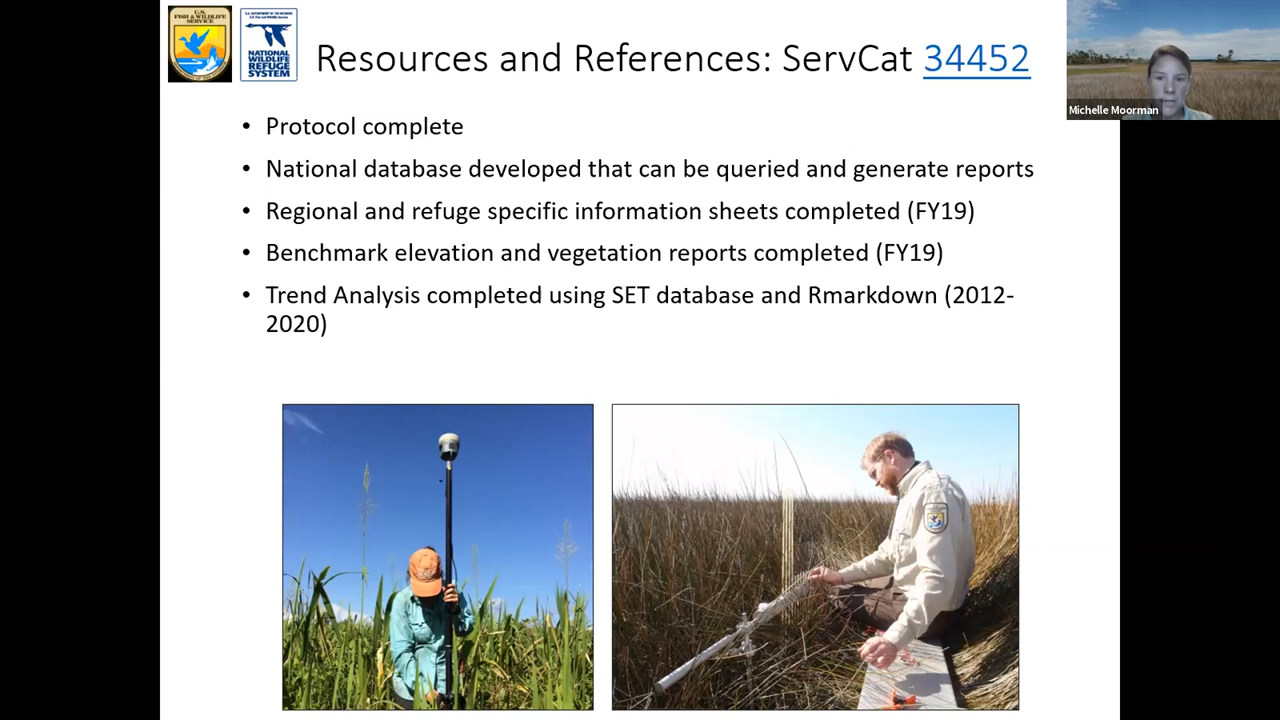 U.S.
FISH & WILDLIFE
SERVICE
NATIONAL
WILDLIFE
REFUGE
SYSTEM
Resources and References: ServCat 34452
Michelle Moorman
• Protocol complete
• National database developed that can be queried and generate reports
• Regional and refuge specific information sheets completed (FY19)
• Benchmark elevation and vegetation reports completed (FY19)
• Trend Analysis completed using SET database and Rmarkdown (2012-
2020)